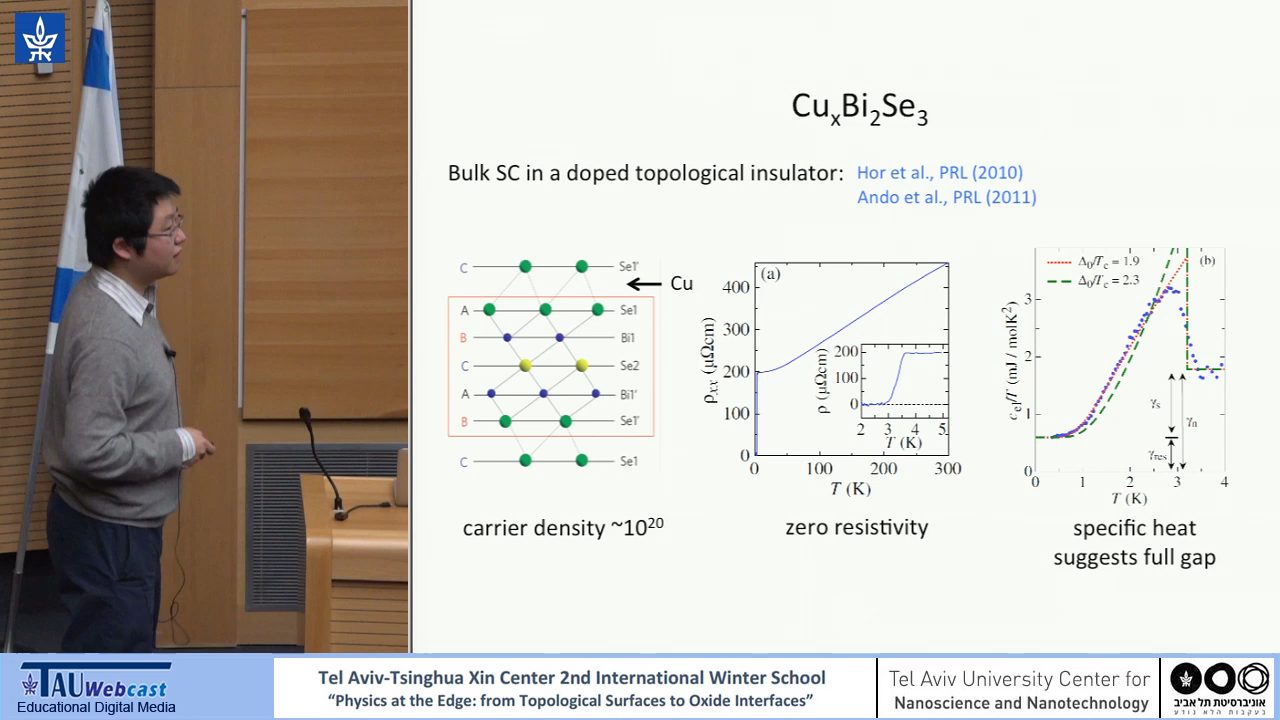 CuₓBi₂Se₃
Bulk SC in a doped topological insulator: Hor et al., PRL (2010)
Ando et al., PRL (2011)
C Se1'
Cu
A Se1
B Bi1
C Se2
A Bi1'
B Se1'
C Se1
carrier density ~10²⁰
(a)
400
300
200
100
0
ρxx (μΩcm)
0 100 200 300
T (K)
200
100
0
ρ (μΩcm)
2 3 4 5
T (K)
zero resistivity
(b)
Δ₀/Tc = 1.9
Δ₀/Tc = 2.3
3
2
1
0
cel/T (mJ / molK²)
γs
γn
γres
0 1 2 3 4
T (K)
specific heat
suggests full gap
TAU Webcast
Educational Digital Media
Tel Aviv-Tsinghua Xin Center 2nd International Winter School
“Physics at the Edge: from Topological Surfaces to Oxide Interfaces”
Tel Aviv University Center for
Nanoscience and Nanotechnology
אוניברסיטת תל אביב
בעקבות הלא נודע